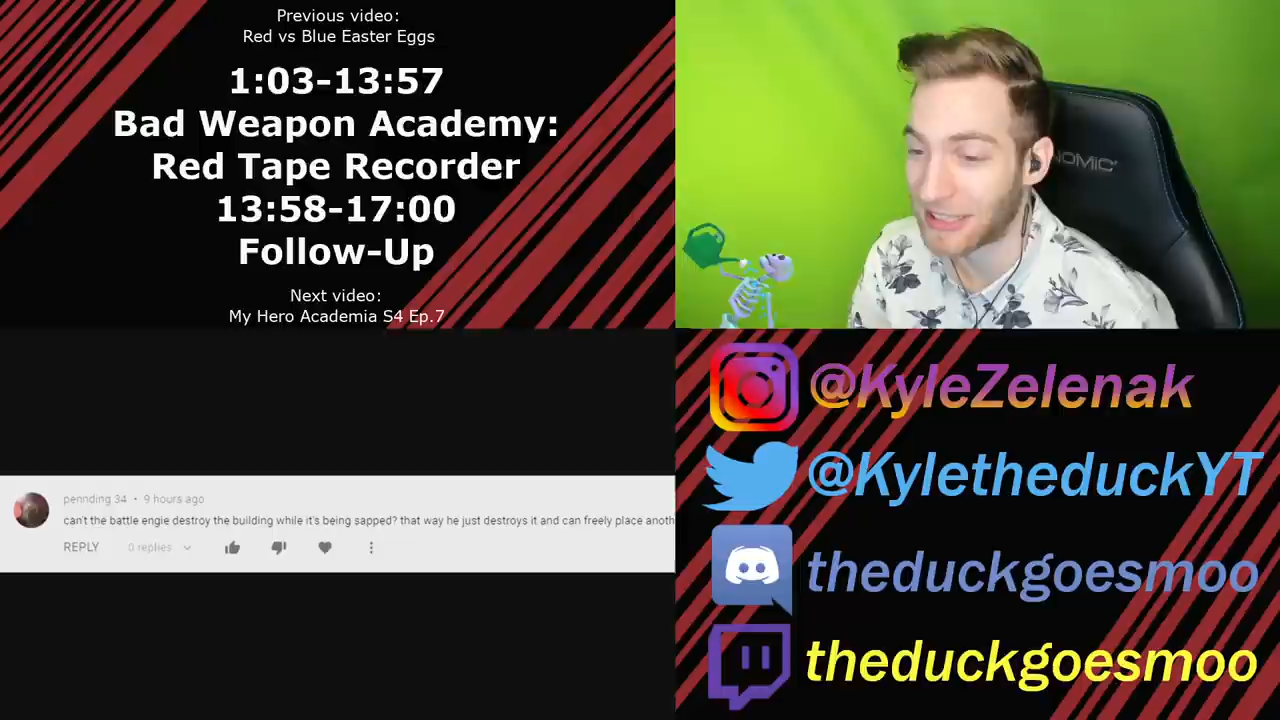 Previous video:
Red vs Blue Easter Eggs
1:03-13:57
Bad Weapon Academy:
Red Tape Recorder
13:58-17:00
Follow-Up
Next video:
My Hero Academia S4 Ep.7
NOMIC
pennding 34 • 9 hours ago
can't the battle engie destroy the building while it's being sapped? that way he just destroys it and can freely place anoth
REPLY 0 replies
@KyleZelenak
@KyletheduckYT
theduckgoesmoo
theduckgoesmoo